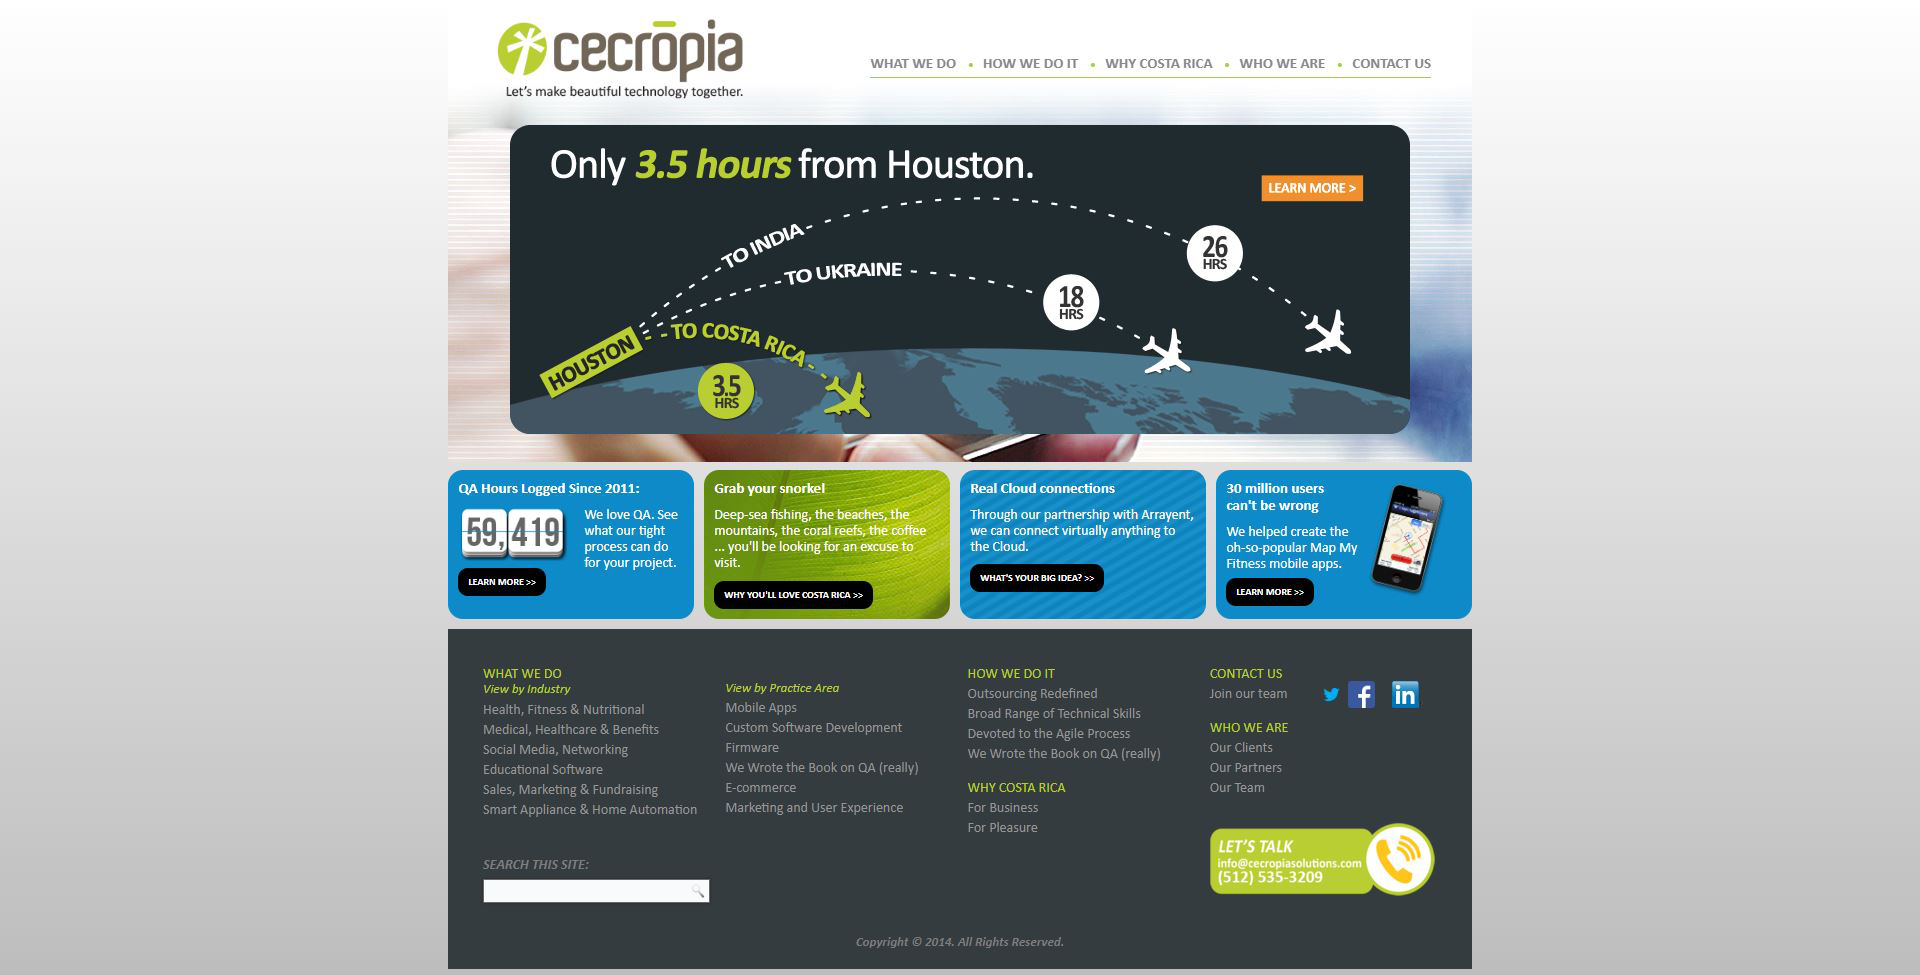 cecrōpia
Let's make beautiful technology together.
WHAT WE DO • HOW WE DO IT • WHY COSTA RICA • WHO WE ARE • CONTACT US
Only 3.5 hours from Houston.
LEARN MORE >
TO INDIA
26
HRS
TO UKRAINE
18
HRS
HOUSTON
TO COSTA RICA
3.5
HRS
QA Hours Logged Since 2011:
59,419
We love QA. See
what our tight
process can do
for your project.
LEARN MORE >>
Grab your snorkel
Deep-sea fishing, the beaches, the
mountains, the coral reefs, the coffee
... you'll be looking for an excuse to
visit.
WHY YOU'LL LOVE COSTA RICA >>
Real Cloud connections
Through our partnership with Arrayent,
we can connect virtually anything to
the Cloud.
WHAT'S YOUR BIG IDEA? >>
30 million users
can't be wrong
We helped create the
oh-so-popular Map My
Fitness mobile apps.
LEARN MORE >>
WHAT WE DO
View by Industry
Health, Fitness & Nutritional
Medical, Healthcare & Benefits
Social Media, Networking
Educational Software
Sales, Marketing & Fundraising
Smart Appliance & Home Automation
View by Practice Area
Mobile Apps
Custom Software Development
Firmware
We Wrote the Book on QA (really)
E-commerce
Marketing and User Experience
HOW WE DO IT
Outsourcing Redefined
Broad Range of Technical Skills
Devoted to the Agile Process
We Wrote the Book on QA (really)
WHY COSTA RICA
For Business
For Pleasure
CONTACT US
Join our team
WHO WE ARE
Our Clients
Our Partners
Our Team
SEARCH THIS SITE:
LET'S TALK
info@cecropiasolutions.com
(512) 535-3209
Copyright © 2014. All Rights Reserved.